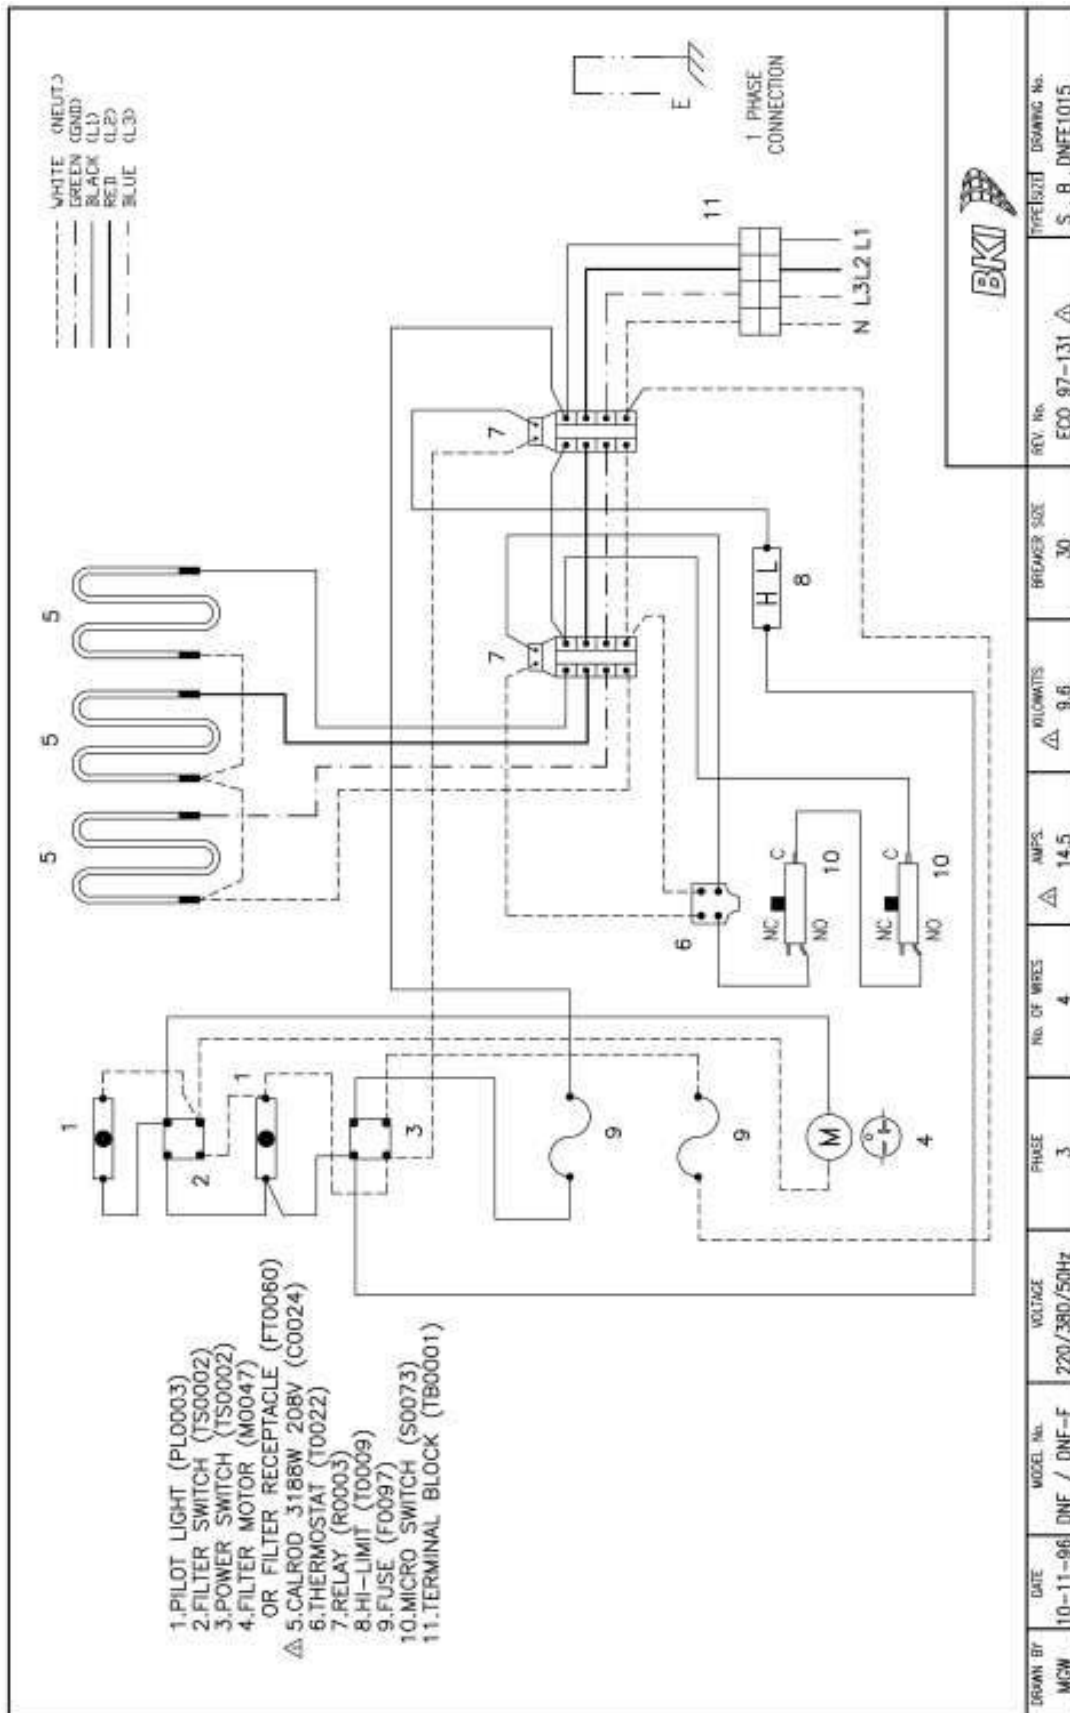 WHITE (NEUT)
GREEN (GND)
BLACK (L1)
RED (L2)
BLUE (L3)
E
1 PHASE
CONNECTION
5
5
5
7
7
11
N L3 L2 L1
1
2
1
3
9
9
M
4
6
NC
C
NO
10
NC
C
NO
10
H L
8
1.PILOT LIGHT (PL0003)
2.FILTER SWITCH (TS0002)
3.POWER SWITCH (TS0002)
4.FILTER MOTOR (M0047)
OR FILTER RECEPTACLE (FT0060)
5.CALROD 3188W 208V (C0024)
6.THERMOSTAT (T0022)
7.RELAY (R0003)
8.HI-LIMIT (T0009)
9.FUSE (F0097)
10.MICRO SWITCH (S0073)
11.TERMINAL BLOCK (TB0001)
BKI
DRAWN BY
MGW
DATE
10-11-96
MODEL No.
DNF / DNF-F
VOLTAGE
220/380/50Hz
PHASE
3
No. OF WIRES
4
AMPS.
14.5
KILOWATTS
9.6
BREAKER SIZE
30
REV. No.
ECO 97-131
TYPE
S
SIZE
B
DRAWING No.
DNFE1015